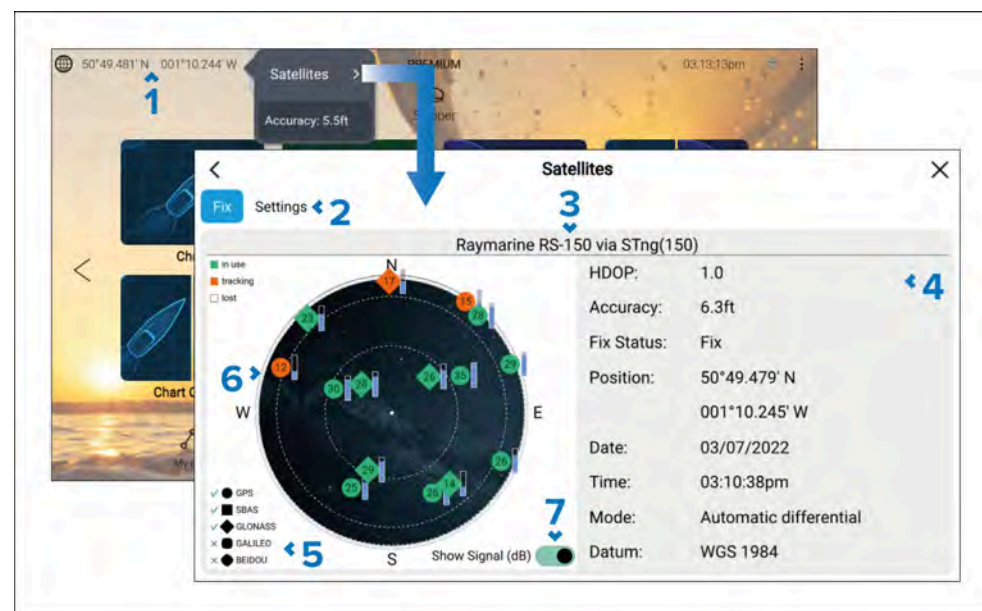 50°49.481' N 001°10.244' W
Satellites >
PREMIUM
03:13:13pm
1
Accuracy: 5.5ft
Satellites
Fix
Settings
2
3
Raymarine RS-150 via STng(150)
in use
tracking
lost
N
17
15
28
23
29
12
30
28
26
35
6
W
E
29
25
26
14
26
S
HDOP: 1.0
4
Accuracy: 6.3ft
Fix Status: Fix
Position: 50°49.479' N
001°10.245' W
Date: 03/07/2022
Time: 03:10:38pm
Mode: Automatic differential
Datum: WGS 1984
GPS
SBAS
GLONASS
GALILEO
BEIDOU
5
7
Show Signal (dB)
Chart